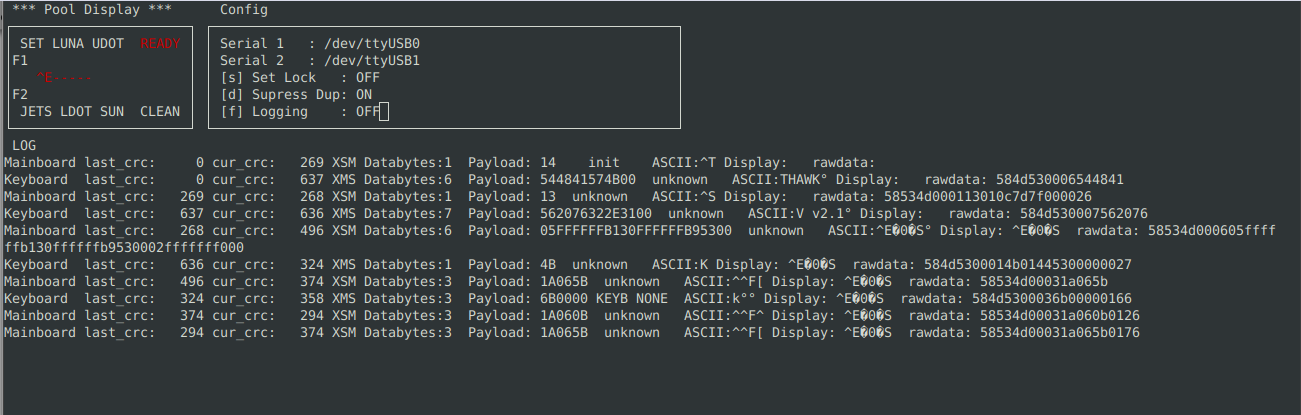 *** Pool Display *** Config
SET LUNA UDOT READY
F1
^E-----
F2
JETS LDOT SUN CLEAN
Serial 1 : /dev/ttyUSB0
Serial 2 : /dev/ttyUSB1
[s] Set Lock : OFF
[d] Supress Dup: ON
[f] Logging : OFF
LOG
Mainboard last_crc: 0 cur_crc: 269 XSM Databytes:1 Payload: 14 init ASCII:^T Display: rawdata:
Keyboard last_crc: 0 cur_crc: 637 XMS Databytes:6 Payload: 544841574B00 unknown ASCII:THAWK° Display: rawdata: 584d530006544841
Mainboard last_crc: 269 cur_crc: 268 XSM Databytes:1 Payload: 13 unknown ASCII:^S Display: rawdata: 58534d000113010c7d7f000026
Keyboard last_crc: 637 cur_crc: 636 XMS Databytes:7 Payload: 562076322E3100 unknown ASCII:V v2.1° Display: rawdata: 584d530007562076
Mainboard last_crc: 268 cur_crc: 496 XSM Databytes:6 Payload: 05FFFFFFB130FFFFFFB95300 unknown ASCII:^E�0�S° Display: ^E�0�S rawdata: 58534d000605ffff
ffb130ffffffb9530002fffffff000
Keyboard last_crc: 636 cur_crc: 324 XMS Databytes:1 Payload: 4B unknown ASCII:K Display: ^E�0�S rawdata: 584d5300014b01445300000027
Mainboard last_crc: 496 cur_crc: 374 XSM Databytes:3 Payload: 1A065B unknown ASCII:^^F[ Display: ^E�0�S rawdata: 58534d00031a065b
Keyboard last_crc: 324 cur_crc: 358 XMS Databytes:3 Payload: 6B0000 KEYB NONE ASCII:k°° Display: ^E�0�S rawdata: 584d5300036b00000166
Mainboard last_crc: 374 cur_crc: 294 XSM Databytes:3 Payload: 1A060B unknown ASCII:^^F^ Display: ^E�0�S rawdata: 58534d00031a060b0126
Mainboard last_crc: 294 cur_crc: 374 XSM Databytes:3 Payload: 1A065B unknown ASCII:^^F[ Display: ^E�0�S rawdata: 58534d00031a065b0176